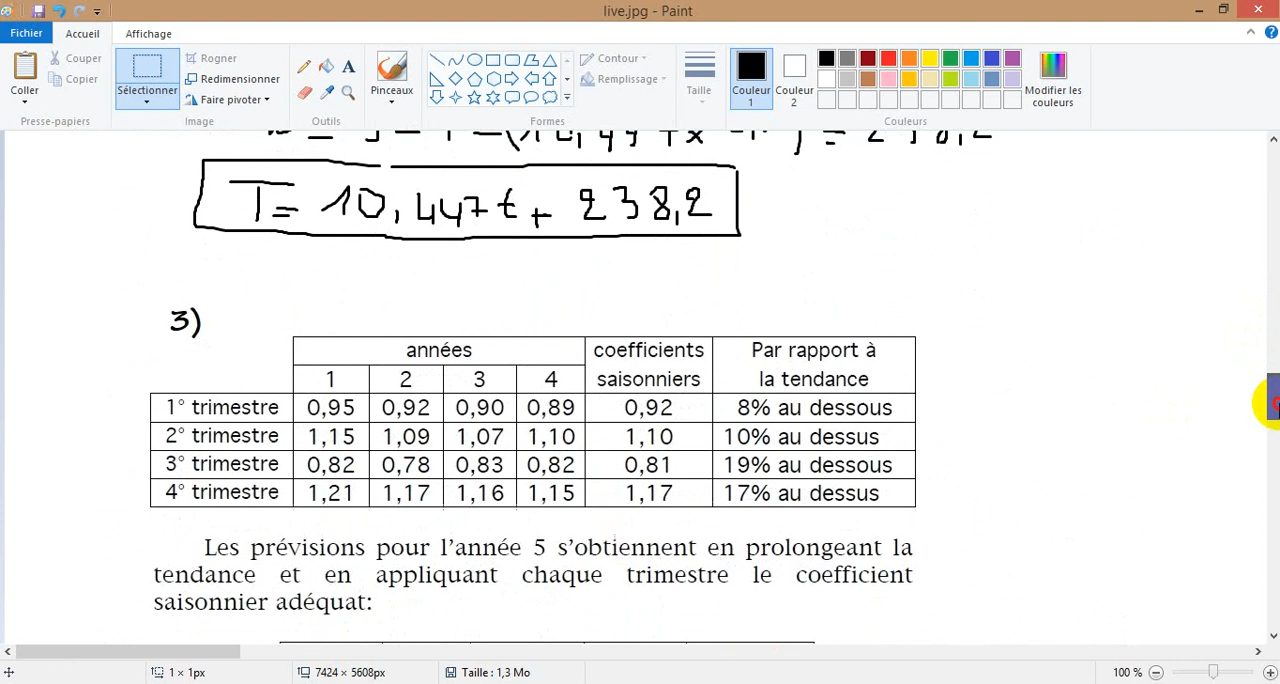 live.jpg - Paint
Fichier Accueil Affichage
Coller
Couper
Copier
Presse-papiers
Sélectionner
Rogner
Redimensionner
Faire pivoter
Image
Outils
Pinceaux
Contour
Remplissage
Formes
Taille
Couleur 1
Couleur 2
Modifier les couleurs
Couleurs
T = 10,447t + 238,2
3)
années coefficients Par rapport à
1 2 3 4 saisonniers la tendance
1° trimestre 0,95 0,92 0,90 0,89 0,92 8% au dessous
2° trimestre 1,15 1,09 1,07 1,10 1,10 10% au dessus
3° trimestre 0,82 0,78 0,83 0,82 0,81 19% au dessous
4° trimestre 1,21 1,17 1,16 1,15 1,17 17% au dessus
Les prévisions pour l'année 5 s'obtiennent en prolongeant la
tendance et en appliquant chaque trimestre le coefficient
saisonnier adéquat:
1 × 1px 7424 × 5608px Taille : 1,3 Mo 100 %